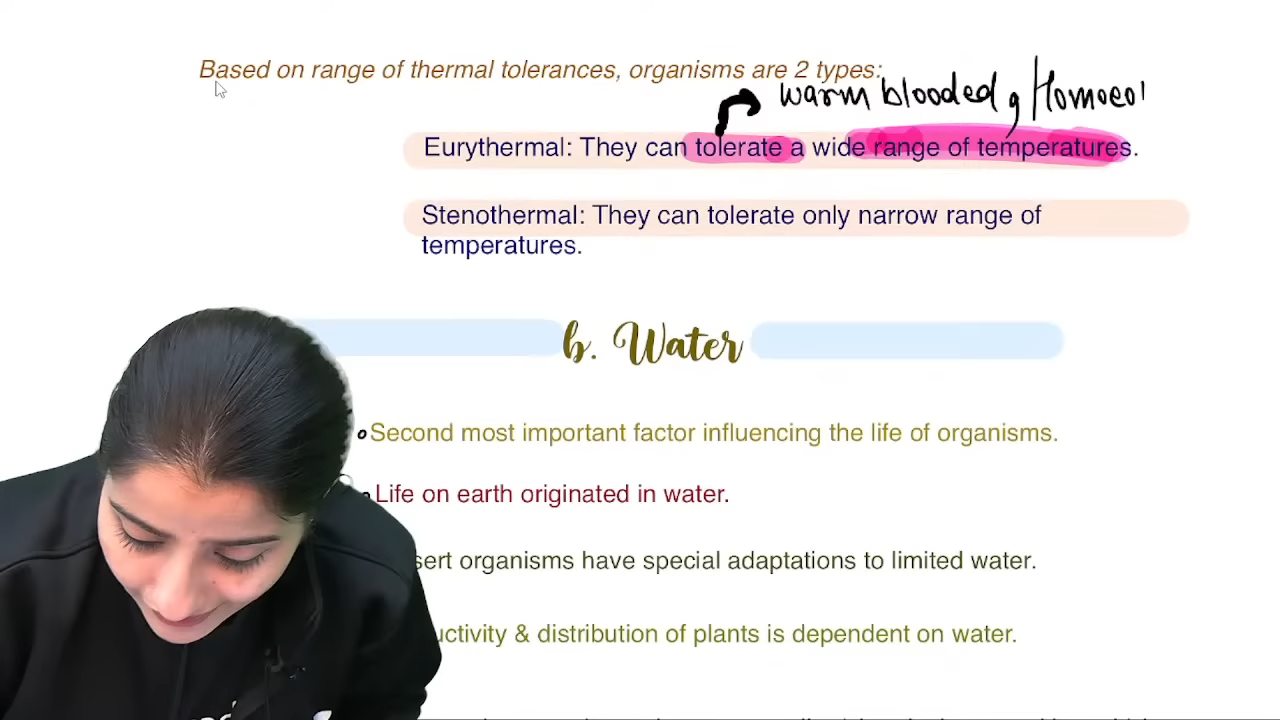 Based on range of thermal tolerances, organisms are 2 types:
warm blooded, Homoeo
Eurythermal: They can tolerate a wide range of temperatures.
Stenothermal: They can tolerate only narrow range of
temperatures.
b. Water
Second most important factor influencing the life of organisms.
Life on earth originated in water.
sert organisms have special adaptations to limited water.
uctivity & distribution of plants is dependent on water.